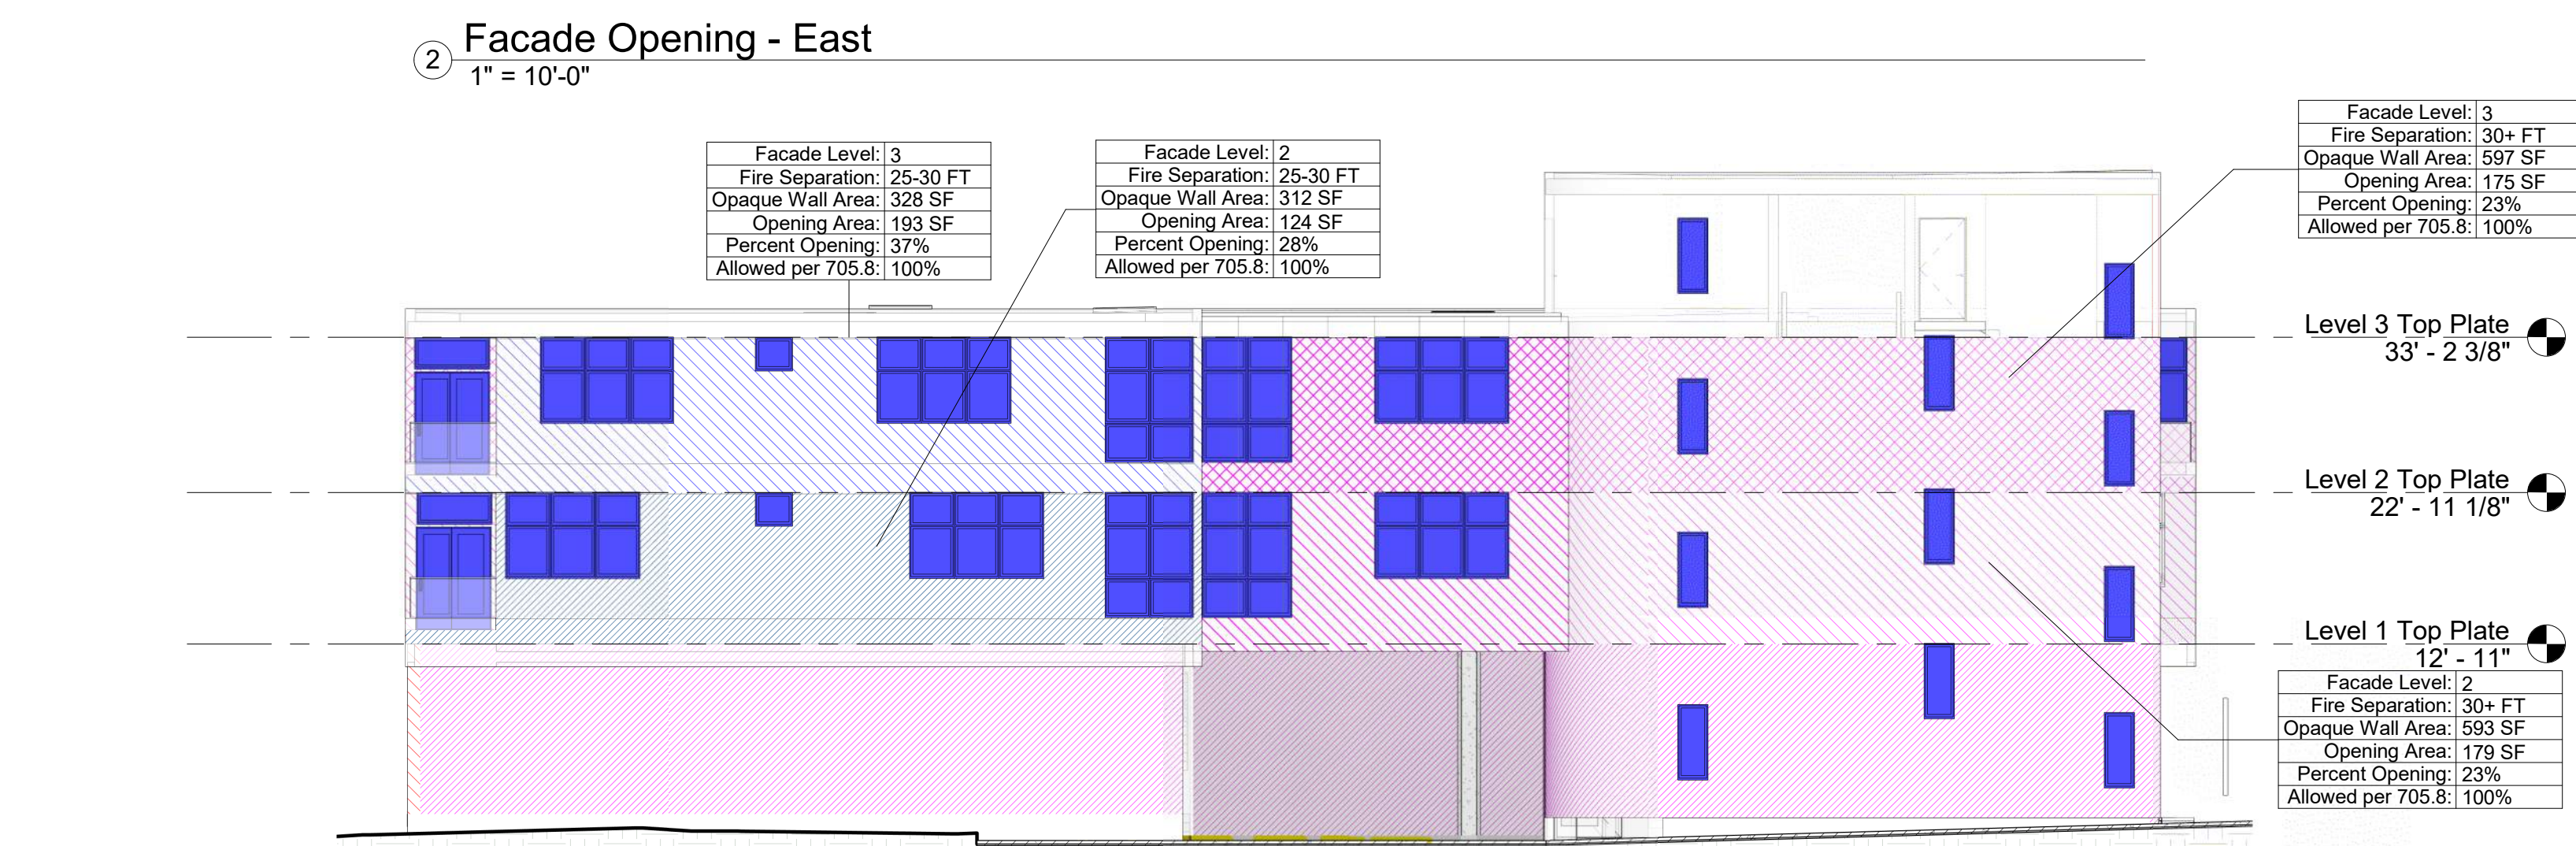 Facade Opening - East
2
1" = 10'-0"
Facade Level: 3
Fire Separation: 25-30 FT
Opaque Wall Area: 328 SF
Opening Area: 193 SF
Percent Opening: 37%
Allowed per 705.8: 100%
Facade Level: 2
Fire Separation: 25-30 FT
Opaque Wall Area: 312 SF
Opening Area: 124 SF
Percent Opening: 28%
Allowed per 705.8: 100%
Facade Level: 3
Fire Separation: 30+ FT
Opaque Wall Area: 597 SF
Opening Area: 175 SF
Percent Opening: 23%
Allowed per 705.8: 100%
Level 3 Top Plate
33' - 2 3/8"
Level 2 Top Plate
22' - 11 1/8"
Level 1 Top Plate
12' - 11"
Facade Level: 2
Fire Separation: 30+ FT
Opaque Wall Area: 593 SF
Opening Area: 179 SF
Percent Opening: 23%
Allowed per 705.8: 100%